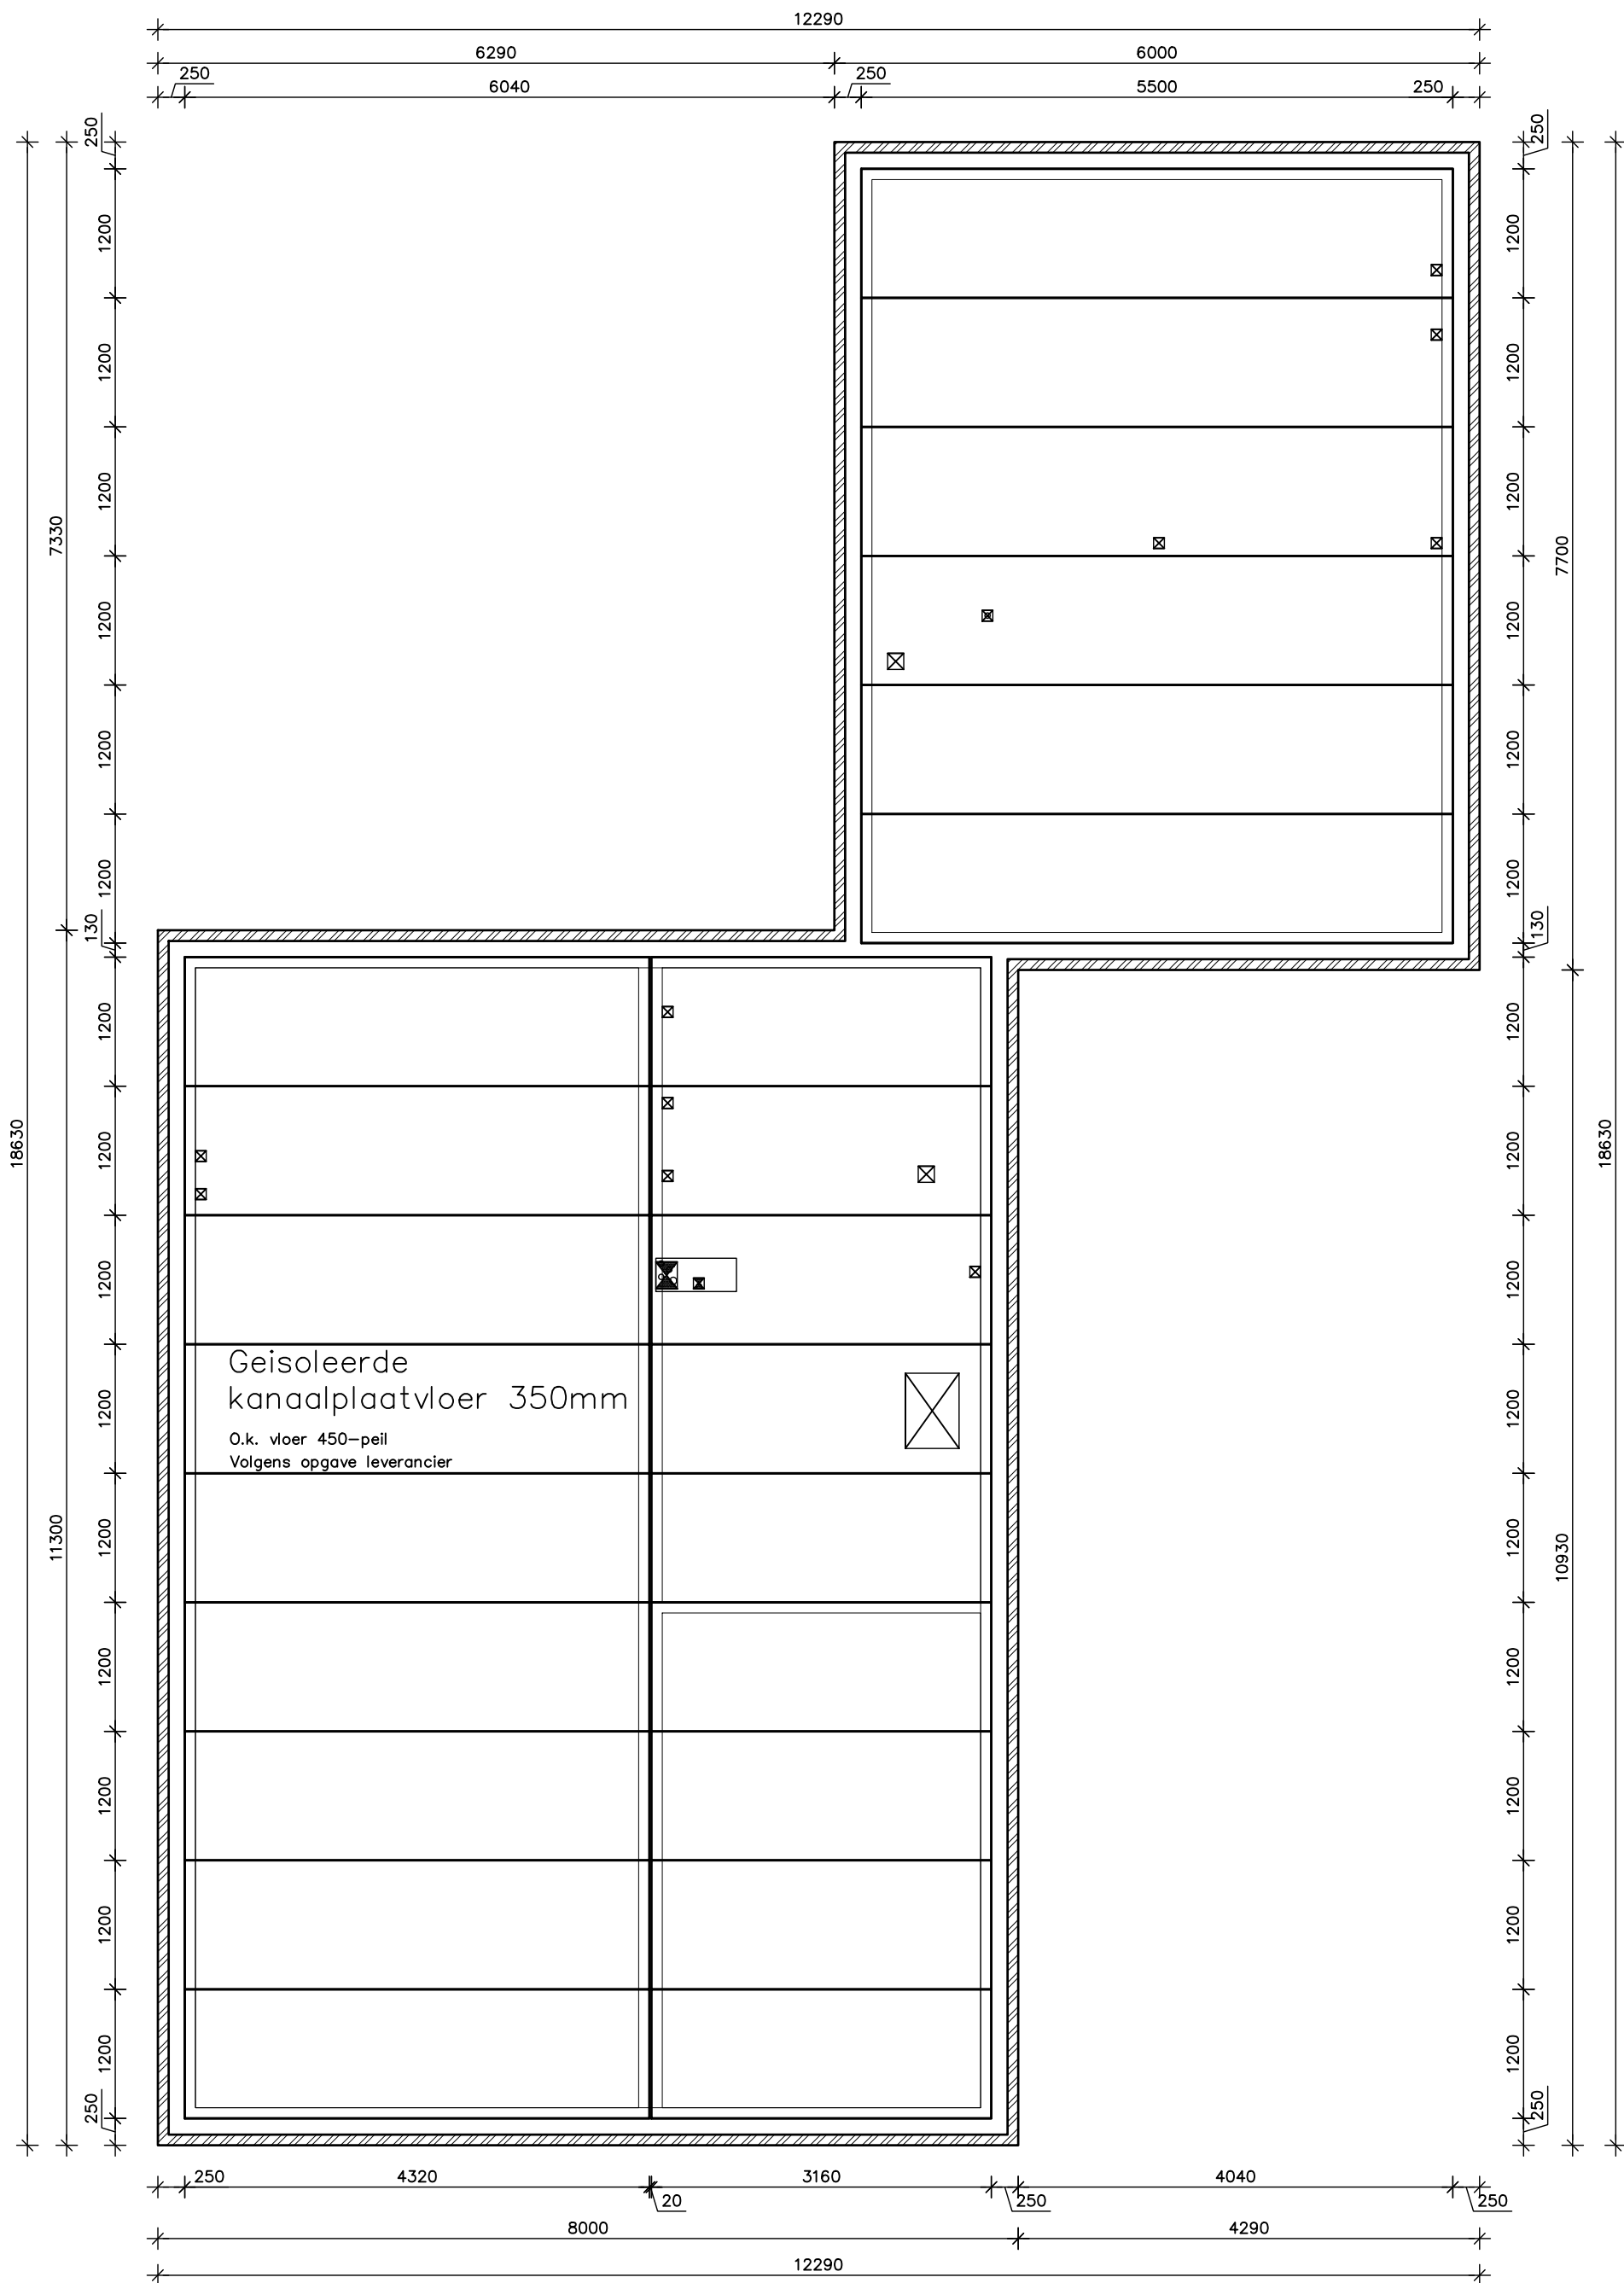 12290
6290 6000
250 6040 250 5500 250
250 1200 1200 1200 1200 1200 1200 130 1200 1200 1200 1200 1200 1200 1200 1200 1200 250
7330 11300
18630
250 1200 1200 1200 1200 1200 1200 130 1200 1200 1200 1200 1200 1200 1200 1200 1200 250
7700 10930
18630
Geisoleerde
kanaalplaatvloer 350mm
O.k. vloer 450-peil
Volgens opgave leverancier
250 4320 20 3160 250 4040 250
8000 4290
12290